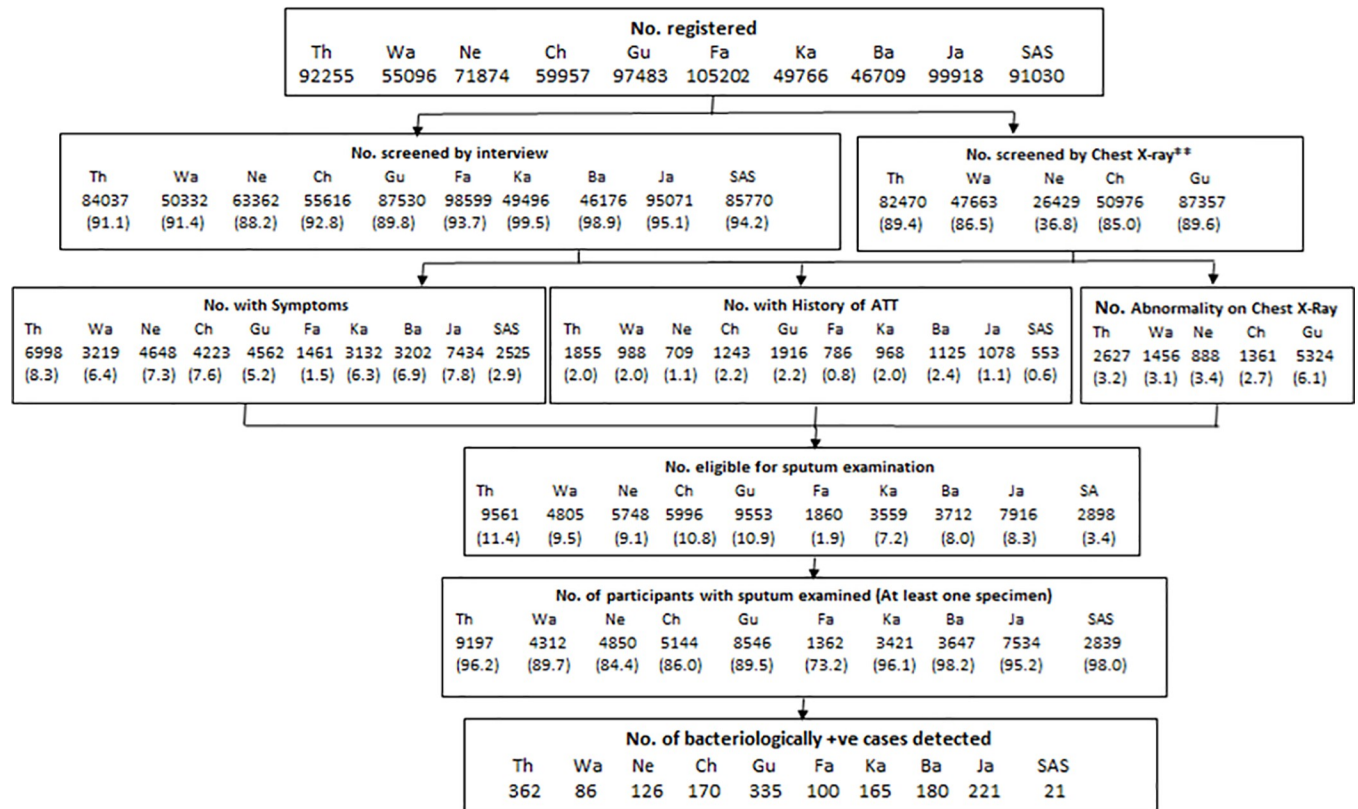 No. registered
Th Wa Ne Ch Gu Fa Ka Ba Ja SAS
92255 55096 71874 59957 97483 105202 49766 46709 99918 91030
No. screened by interview
Th Wa Ne Ch Gu Fa Ka Ba Ja SAS
84037 50332 63362 55616 87530 98599 49496 46176 95071 85770
(91.1) (91.4) (88.2) (92.8) (89.8) (93.7) (99.5) (98.9) (95.1) (94.2)
No. screened by Chest X-ray**
Th Wa Ne Ch Gu
82470 47663 26429 50976 87357
(89.4) (86.5) (36.8) (85.0) (89.6)
No. with Symptoms
Th Wa Ne Ch Gu Fa Ka Ba Ja SAS
6998 3219 4648 4223 4562 1461 3132 3202 7434 2525
(8.3) (6.4) (7.3) (7.6) (5.2) (1.5) (6.3) (6.9) (7.8) (2.9)
No. with History of ATT
Th Wa Ne Ch Gu Fa Ka Ba Ja SAS
1855 988 709 1243 1916 786 968 1125 1078 553
(2.0) (2.0) (1.1) (2.2) (2.2) (0.8) (2.0) (2.4) (1.1) (0.6)
No. Abnormality on Chest X-Ray
Th Wa Ne Ch Gu
2627 1456 888 1361 5324
(3.2) (3.1) (3.4) (2.7) (6.1)
No. eligible for sputum examination
Th Wa Ne Ch Gu Fa Ka Ba Ja SA
9561 4805 5748 5996 9553 1860 3559 3712 7916 2898
(11.4) (9.5) (9.1) (10.8) (10.9) (1.9) (7.2) (8.0) (8.3) (3.4)
No. of participants with sputum examined (At least one specimen)
Th Wa Ne Ch Gu Fa Ka Ba Ja SAS
9197 4312 4850 5144 8546 1362 3421 3647 7534 2839
(96.2) (89.7) (84.4) (86.0) (89.5) (73.2) (96.1) (98.2) (95.2) (98.0)
No. of bacteriologically +ve cases detected
Th Wa Ne Ch Gu Fa Ka Ba Ja SAS
362 86 126 170 335 100 165 180 221 21